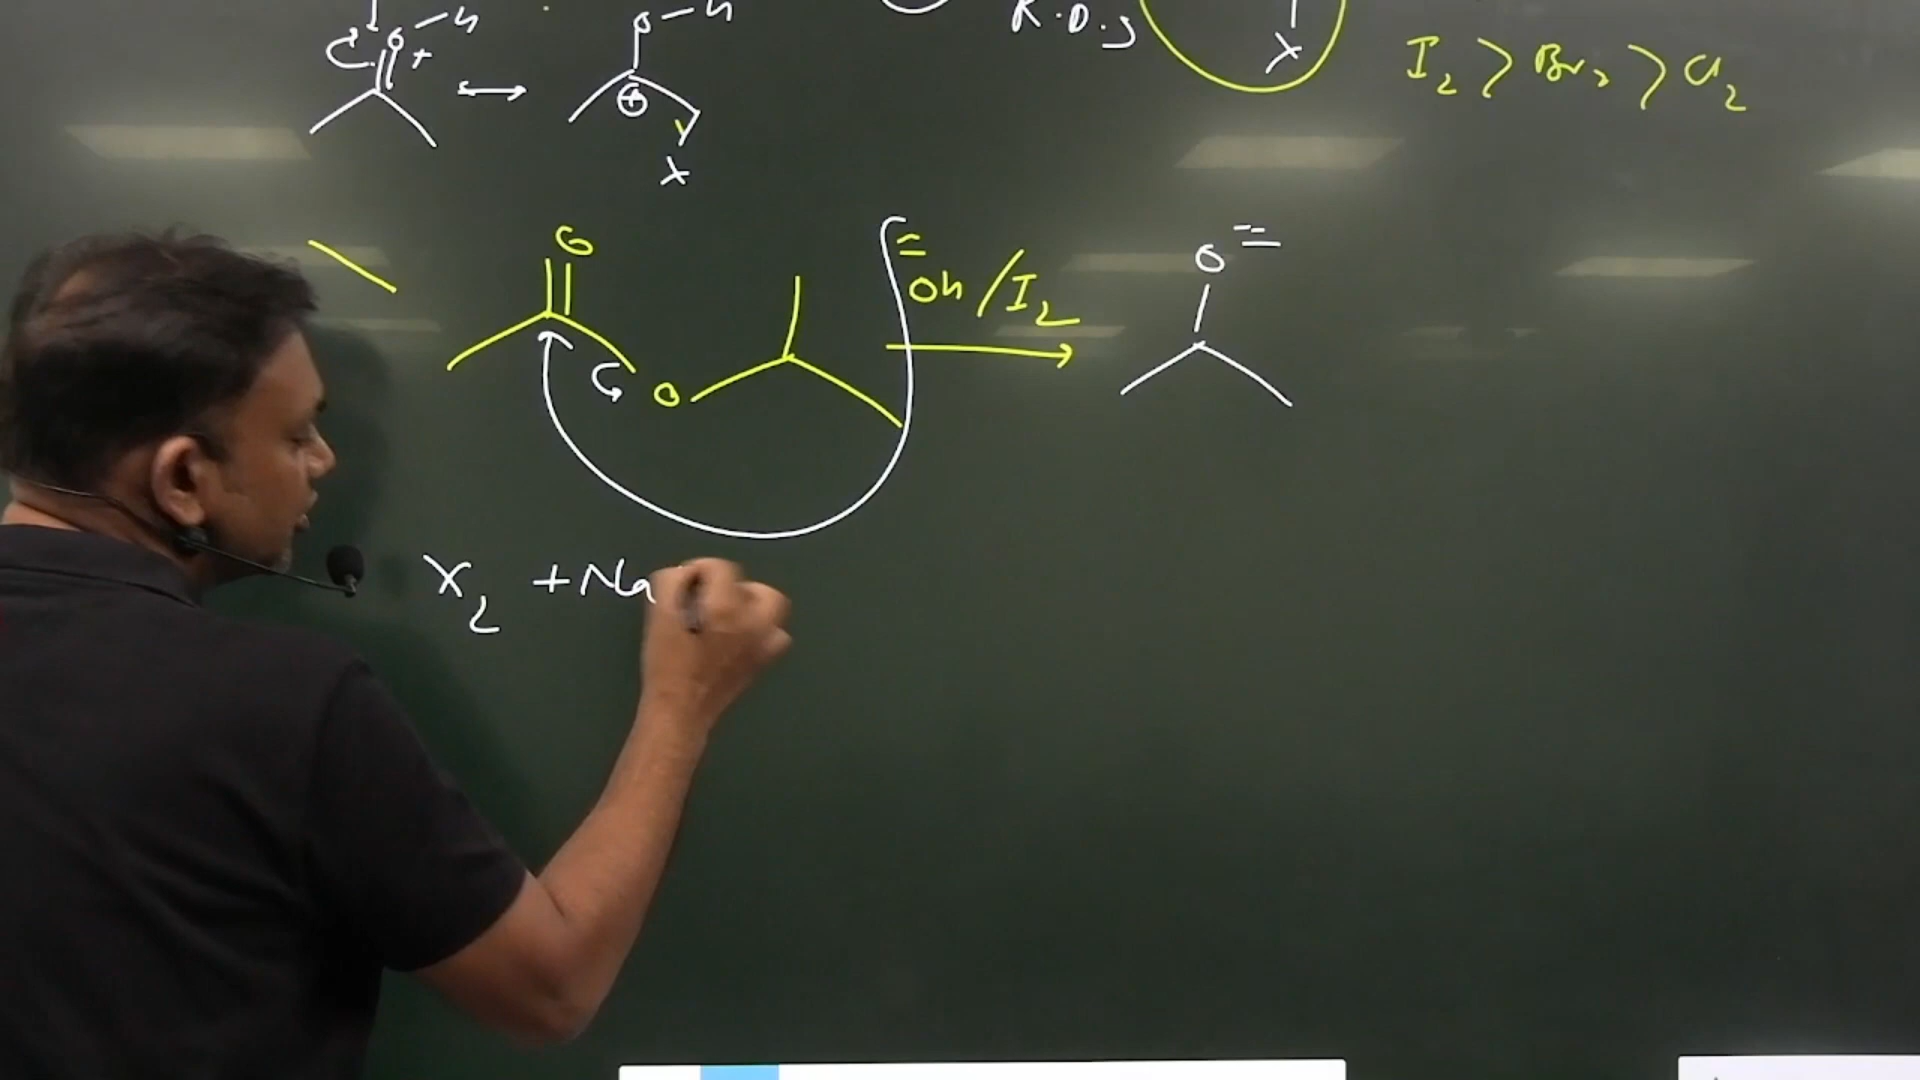 O-H + O-H
⊕
X
R.D.S
X
I2 > Br2 > Cl2
O
O
-OH/I2
O-
X2 + Na